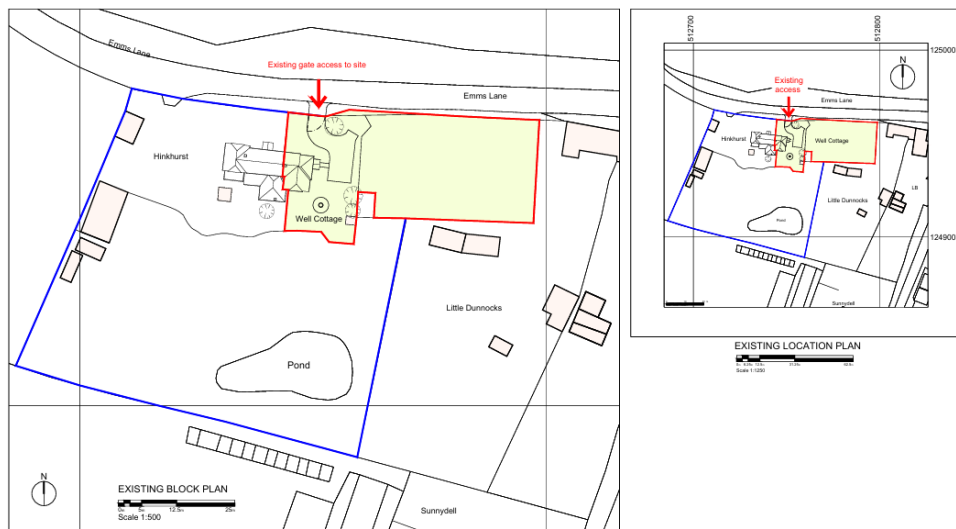 Emms Lane
Existing gate access to site
Emms Lane
Hinkhurst
Well Cottage
Little Dunnocks
Pond
N
EXISTING BLOCK PLAN
0m 5m 12.5m 25m
Scale 1:500
Sunnydell
512700
512800
125000
N
Existing
access
Emms Lane
Hinkhurst
Well Cottage
LB
Little Dunnocks
Pond
124900
Sunnydell
EXISTING LOCATION PLAN
Scale 1:1250